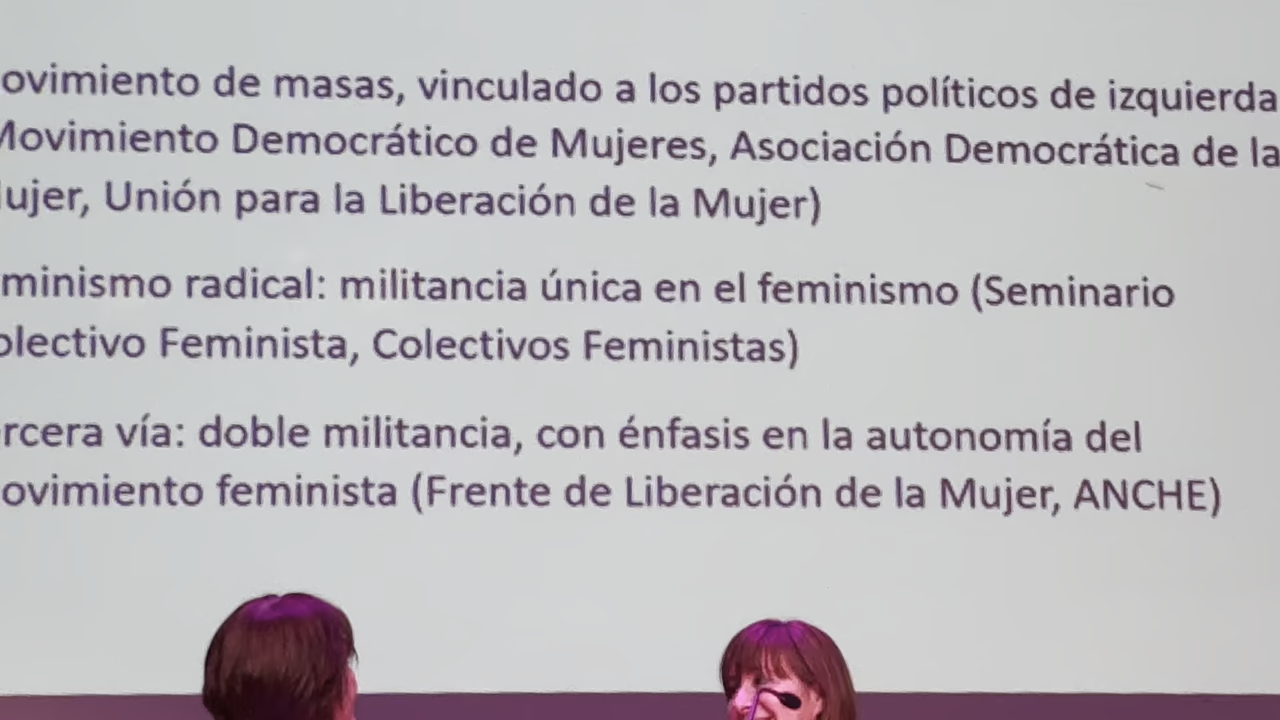 ovimiento de masas, vinculado a los partidos políticos de izquierda
Movimiento Democrático de Mujeres, Asociación Democrática de la
ujer, Unión para la Liberación de la Mujer)
minismo radical: militancia única en el feminismo (Seminario
olectivo Feminista, Colectivos Feministas)
rcera vía: doble militancia, con énfasis en la autonomía del
ovimiento feminista (Frente de Liberación de la Mujer, ANCHE)